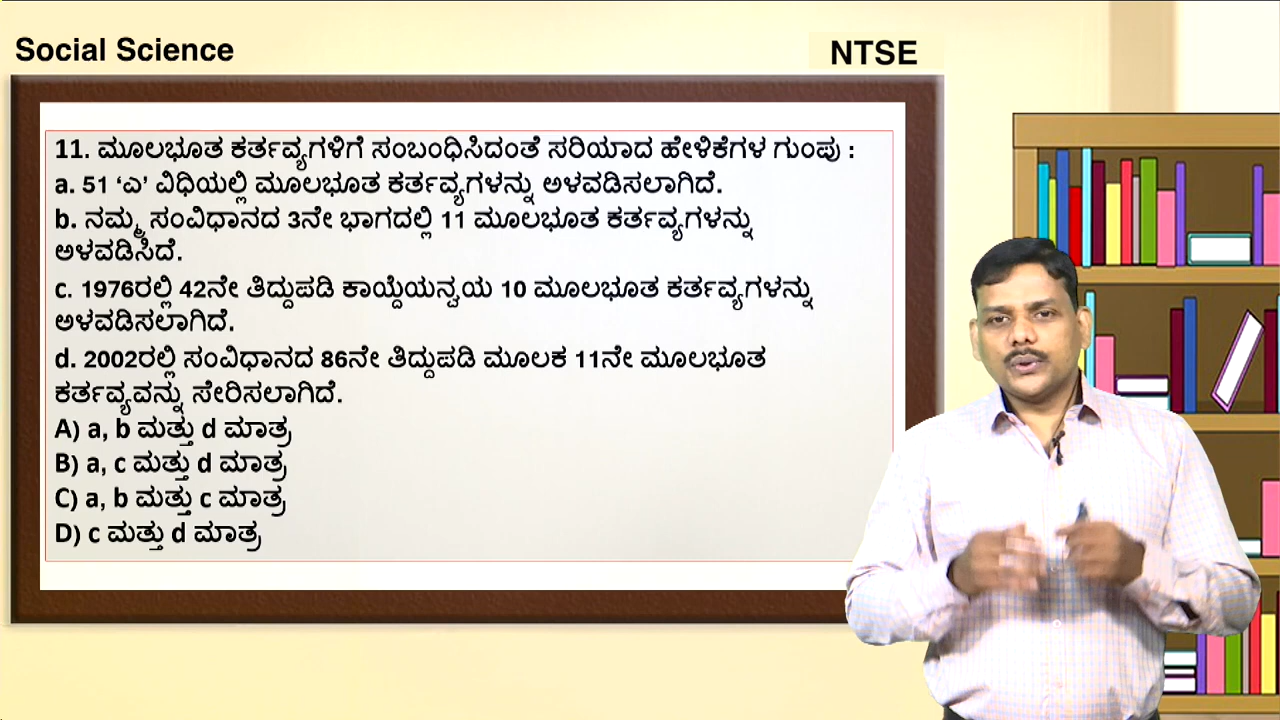 Social Science
NTSE
11. ಮೂಲಭೂತ ಕರ್ತವ್ಯಗಳಿಗೆ ಸಂಬಂಧಿಸಿದಂತೆ ಸರಿಯಾದ ಹೇಳಿಕೆಗಳ ಗುಂಪು :
a. 51 ‘ಎ’ ವಿಧಿಯಲ್ಲಿ ಮೂಲಭೂತ ಕರ್ತವ್ಯಗಳನ್ನು ಅಳವಡಿಸಲಾಗಿದೆ.
b. ನಮ್ಮ ಸಂವಿಧಾನದ 3ನೇ ಭಾಗದಲ್ಲಿ 11 ಮೂಲಭೂತ ಕರ್ತವ್ಯಗಳನ್ನು
ಅಳವಡಿಸಿದೆ.
c. 1976ರಲ್ಲಿ 42ನೇ ತಿದ್ದುಪಡಿ ಕಾಯ್ದೆಯನ್ವಯ 10 ಮೂಲಭೂತ ಕರ್ತವ್ಯಗಳನ್ನು
ಅಳವಡಿಸಲಾಗಿದೆ.
d. 2002ರಲ್ಲಿ ಸಂವಿಧಾನದ 86ನೇ ತಿದ್ದುಪಡಿ ಮೂಲಕ 11ನೇ ಮೂಲಭೂತ
ಕರ್ತವ್ಯವನ್ನು ಸೇರಿಸಲಾಗಿದೆ.
A) a, b ಮತ್ತು d ಮಾತ್ರ
B) a, c ಮತ್ತು d ಮಾತ್ರ
C) a, b ಮತ್ತು c ಮಾತ್ರ
D) c ಮತ್ತು d ಮಾತ್ರ